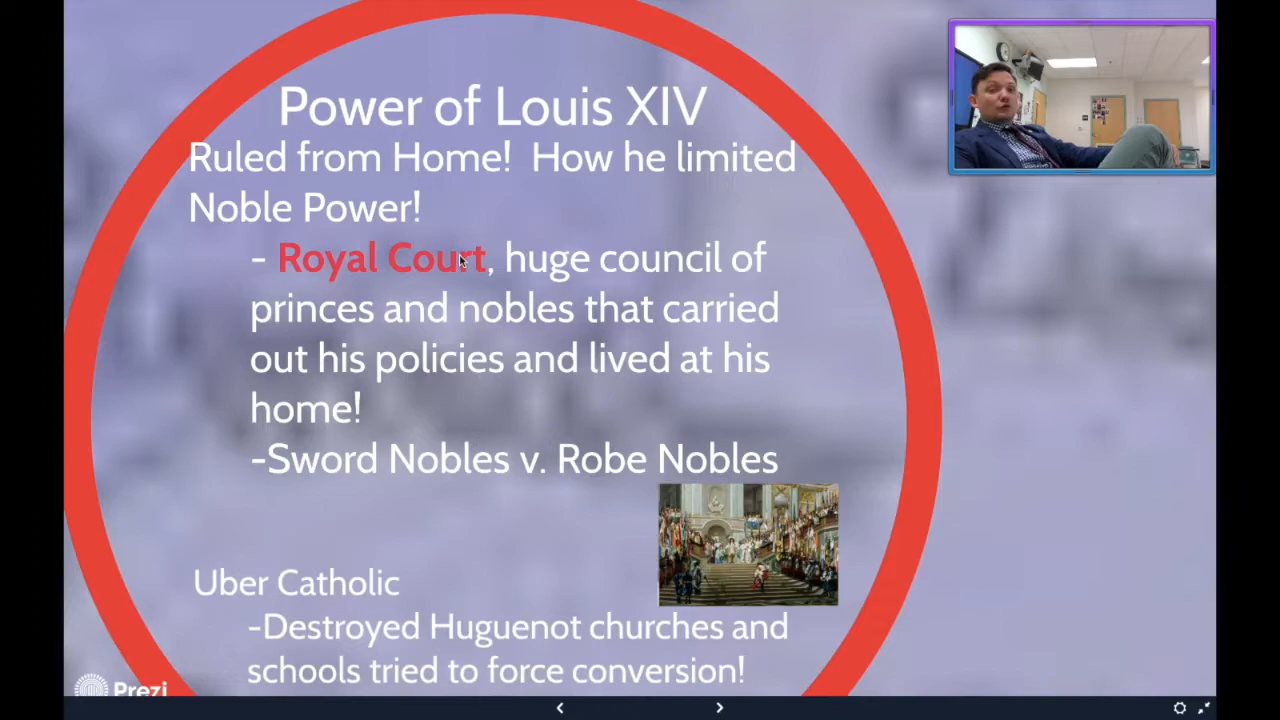 Power of Louis XIV
Ruled from Home! How he limited
Noble Power!
- Royal Court, huge council of
princes and nobles that carried
out his policies and lived at his
home!
-Sword Nobles v. Robe Nobles
Uber Catholic
-Destroyed Huguenot churches and
schools tried to force conversion!
Prezi